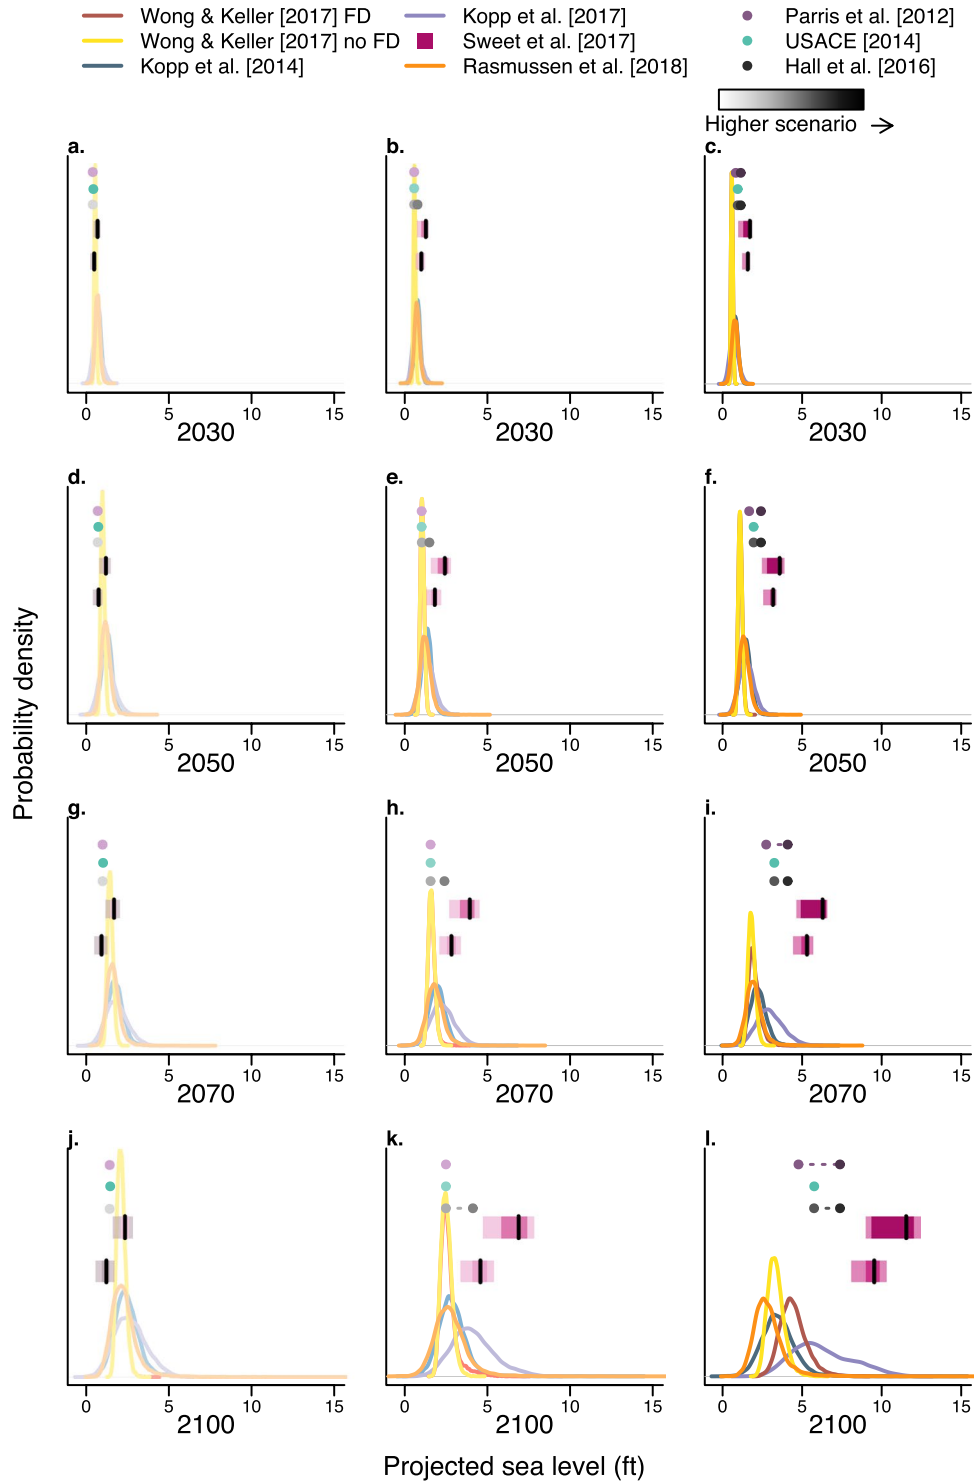 Wong & Keller [2017] FD
Wong & Keller [2017] no FD
Kopp et al. [2014]
Kopp et al. [2017]
Sweet et al. [2017]
Rasmussen et al. [2018]
Parris et al. [2012]
USACE [2014]
Hall et al. [2016]
Higher scenario →
a.
0 5 10 15
2030
b.
0 5 10 15
2030
c.
0 5 10 15
2030
d.
0 5 10 15
2050
e.
0 5 10 15
2050
f.
0 5 10 15
2050
Probability density
g.
0 5 10 15
2070
h.
0 5 10 15
2070
i.
0 5 10 15
2070
j.
0 5 10 15
2100
k.
0 5 10 15
2100
l.
0 5 10 15
2100
Projected sea level (ft)